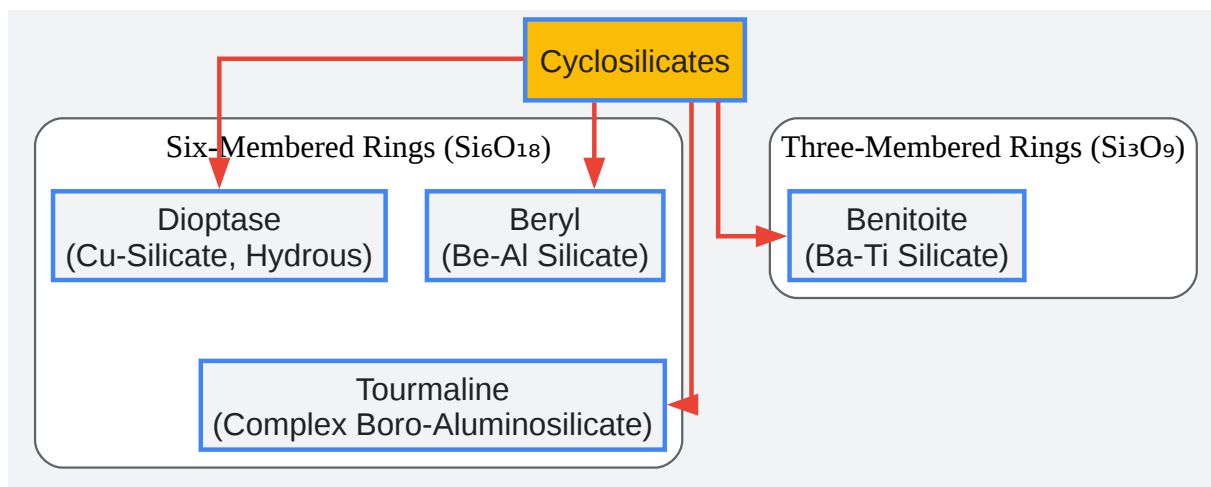 Cyclosilicates
Six-Membered Rings (Si₆O₁₈)
Dioptase
(Cu-Silicate, Hydrous)
Beryl
(Be-Al Silicate)
Tourmaline
(Complex Boro-Aluminosilicate)
Three-Membered Rings (Si₃O₉)
Benitoite
(Ba-Ti Silicate)